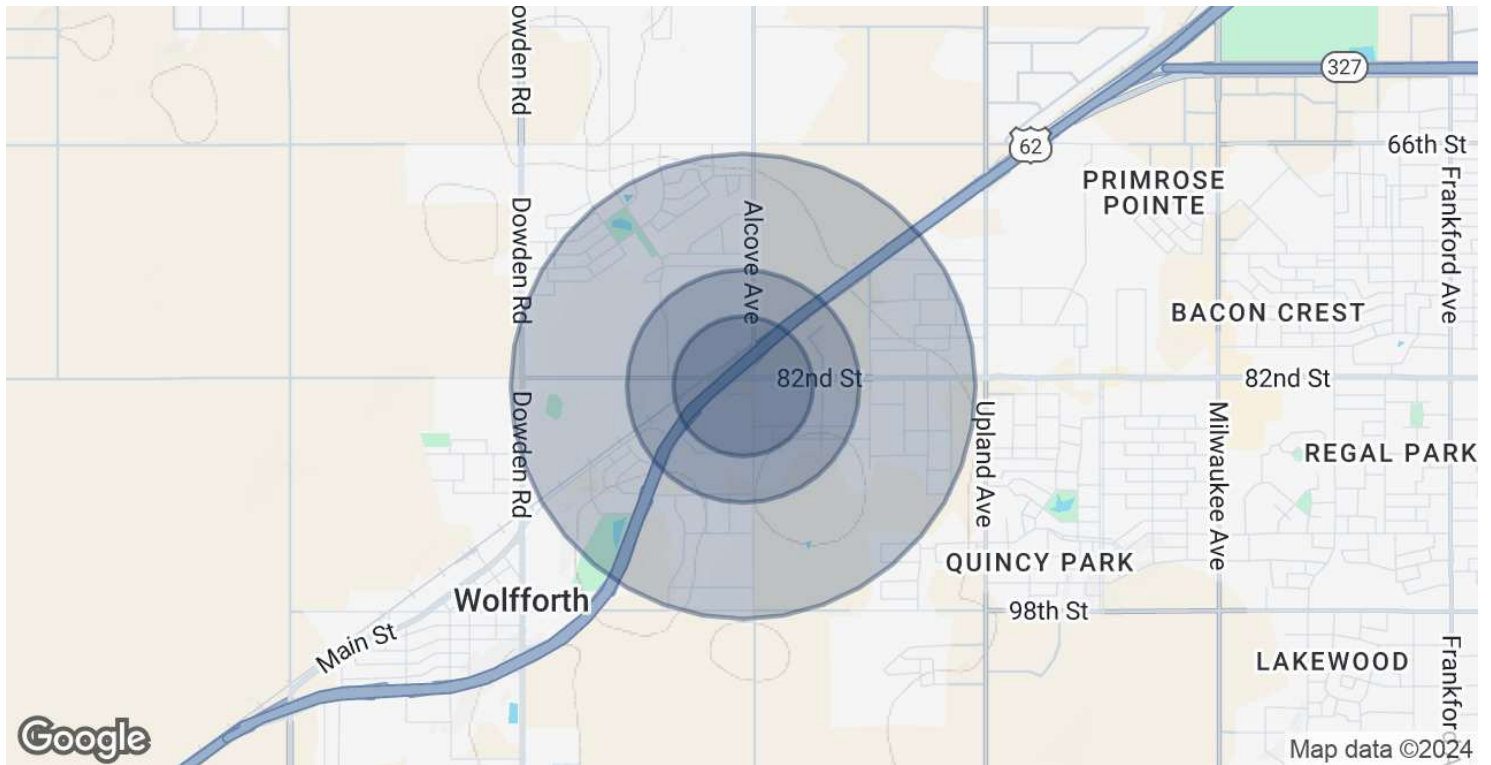 owden Rd
327
62
66th St
PRIMROSE
POINTE
Frankford Ave
Dowden Rd
Alcove Ave
BACON CREST
82nd St
82nd St
Dowden Rd
Upland Ave
Milwaukee Ave
REGAL PARK
QUINCY PARK
Wolfforth
98th St
Main St
LAKEWOOD
Frankford
Google
Map data ©2024